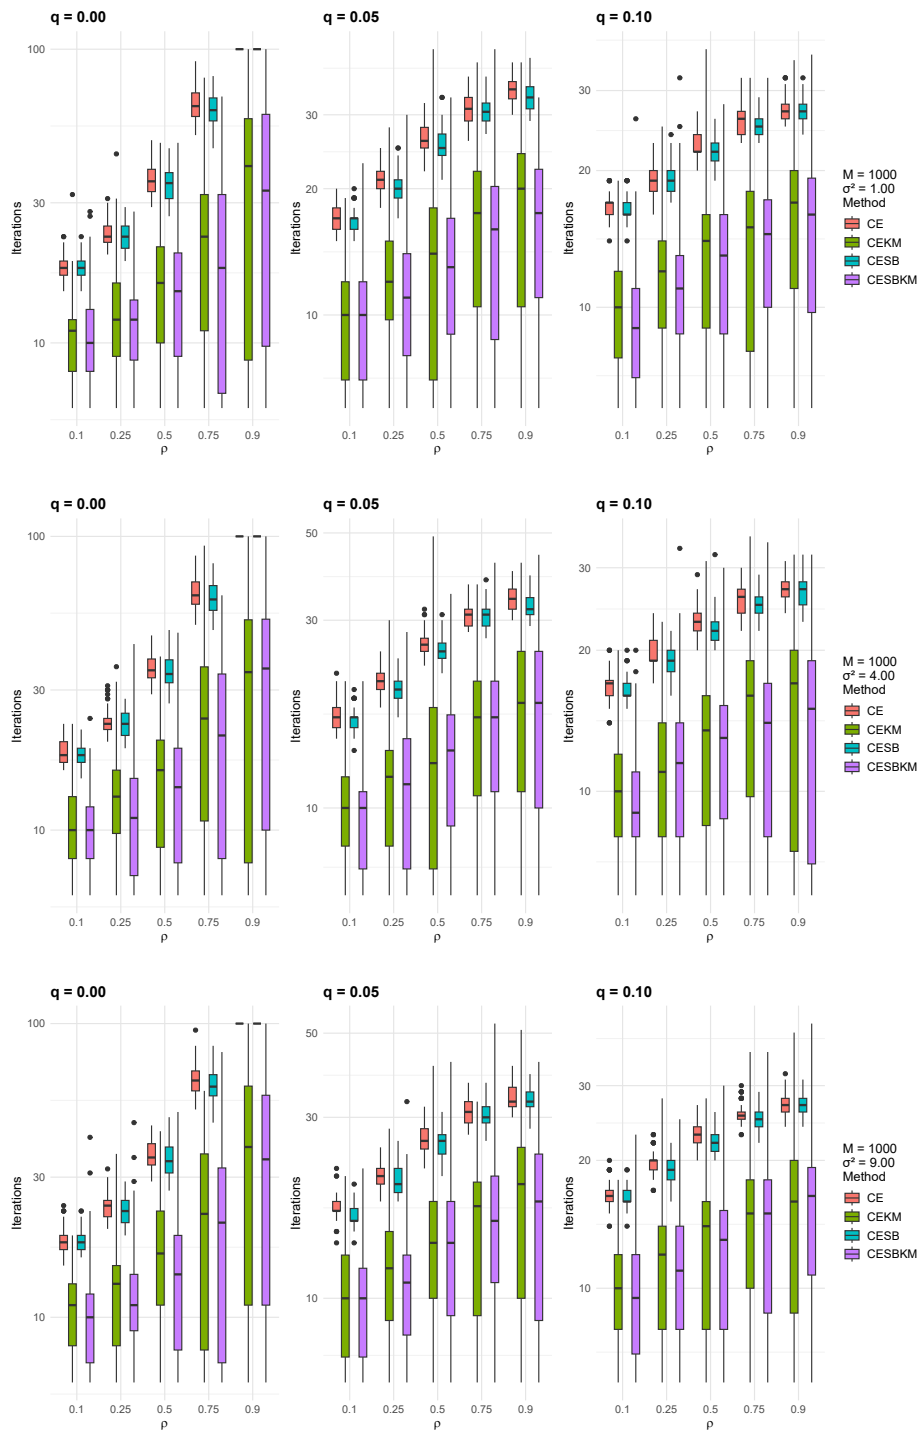 q = 0.00
q = 0.05
q = 0.10
100
30
10
Iterations
0.1 0.25 0.5 0.75 0.9
ρ
30
20
10
Iterations
0.1 0.25 0.5 0.75 0.9
ρ
30
20
10
Iterations
0.1 0.25 0.5 0.75 0.9
ρ
M = 1000
σ² = 1.00
Method
CE
CEKM
CESB
CESBKM
q = 0.00
q = 0.05
q = 0.10
100
30
10
Iterations
0.1 0.25 0.5 0.75 0.9
ρ
50
30
10
Iterations
0.1 0.25 0.5 0.75 0.9
ρ
30
20
10
Iterations
0.1 0.25 0.5 0.75 0.9
ρ
M = 1000
σ² = 4.00
Method
CE
CEKM
CESB
CESBKM
q = 0.00
q = 0.05
q = 0.10
100
30
10
Iterations
0.1 0.25 0.5 0.75 0.9
ρ
50
30
10
Iterations
0.1 0.25 0.5 0.75 0.9
ρ
30
20
10
Iterations
0.1 0.25 0.5 0.75 0.9
ρ
M = 1000
σ² = 9.00
Method
CE
CEKM
CESB
CESBKM